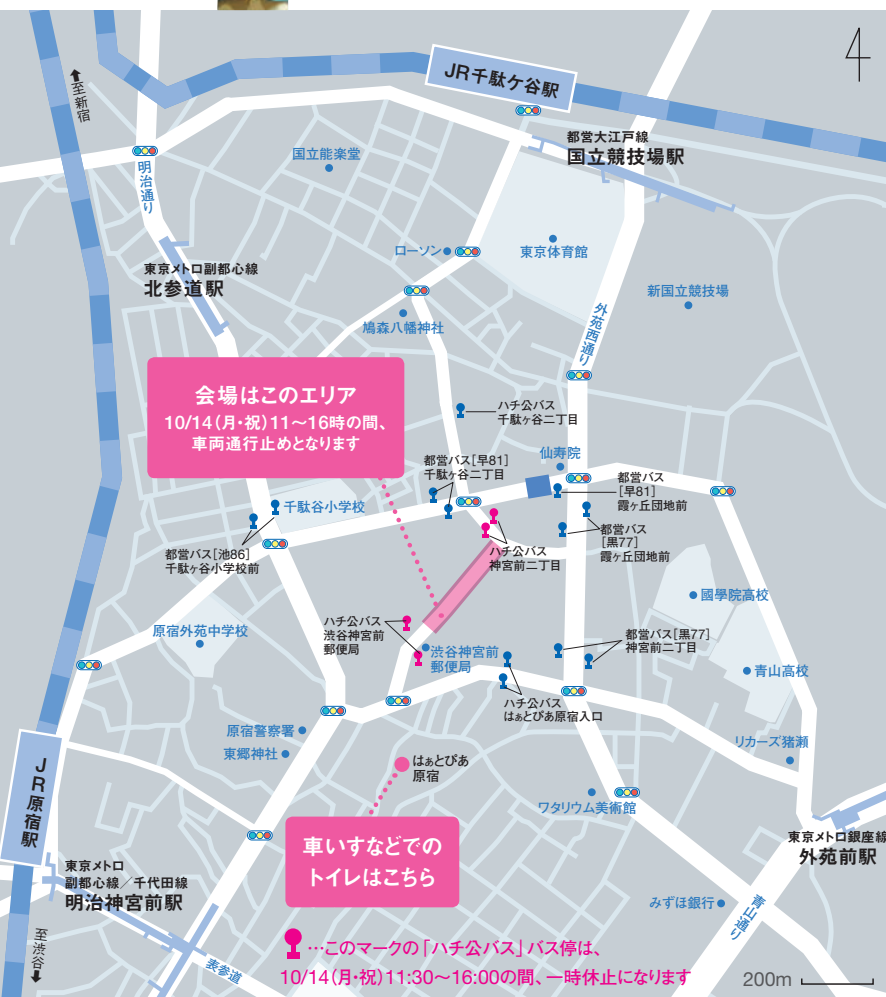 4
JR千駄ケ谷駅
至新宿
都営大江戸線
国立競技場駅
明治通り
国立能楽堂
ローソン
東京体育館
東京メトロ副都心線
北参道駅
新国立競技場
鳩森八幡神社
外苑西通り
会場はこのエリア
10/14(月・祝)11〜16時の間、
車両通行止めとなります
ハチ公バス
千駄ヶ谷二丁目
都営バス[早81]
千駄ヶ谷二丁目
仙寿院
都営バス
[早81]
霞ヶ丘団地前
千駄谷小学校
都営バス[池86]
千駄ヶ谷小学校前
ハチ公バス
神宮前二丁目
都営バス
[黒77]
霞ヶ丘団地前
國學院高校
原宿外苑中学校
ハチ公バス
渋谷神宮前
郵便局
渋谷神宮前
郵便局
都営バス[黒77]
神宮前二丁目
青山高校
ハチ公バス
はぁとぴあ原宿入口
原宿警察署
東郷神社
リカーズ猪瀬
JR原宿駅
はぁとぴあ
原宿
ワタリウム美術館
車いすなどでの
トイレはこちら
東京メトロ銀座線
外苑前駅
東京メトロ
副都心線/千代田線
明治神宮前駅
みずほ銀行
青山通り
至渋谷
表参道
…このマークの「ハチ公バス」バス停は、
10/14(月・祝)11:30〜16:00の間、一時休止になります
200m